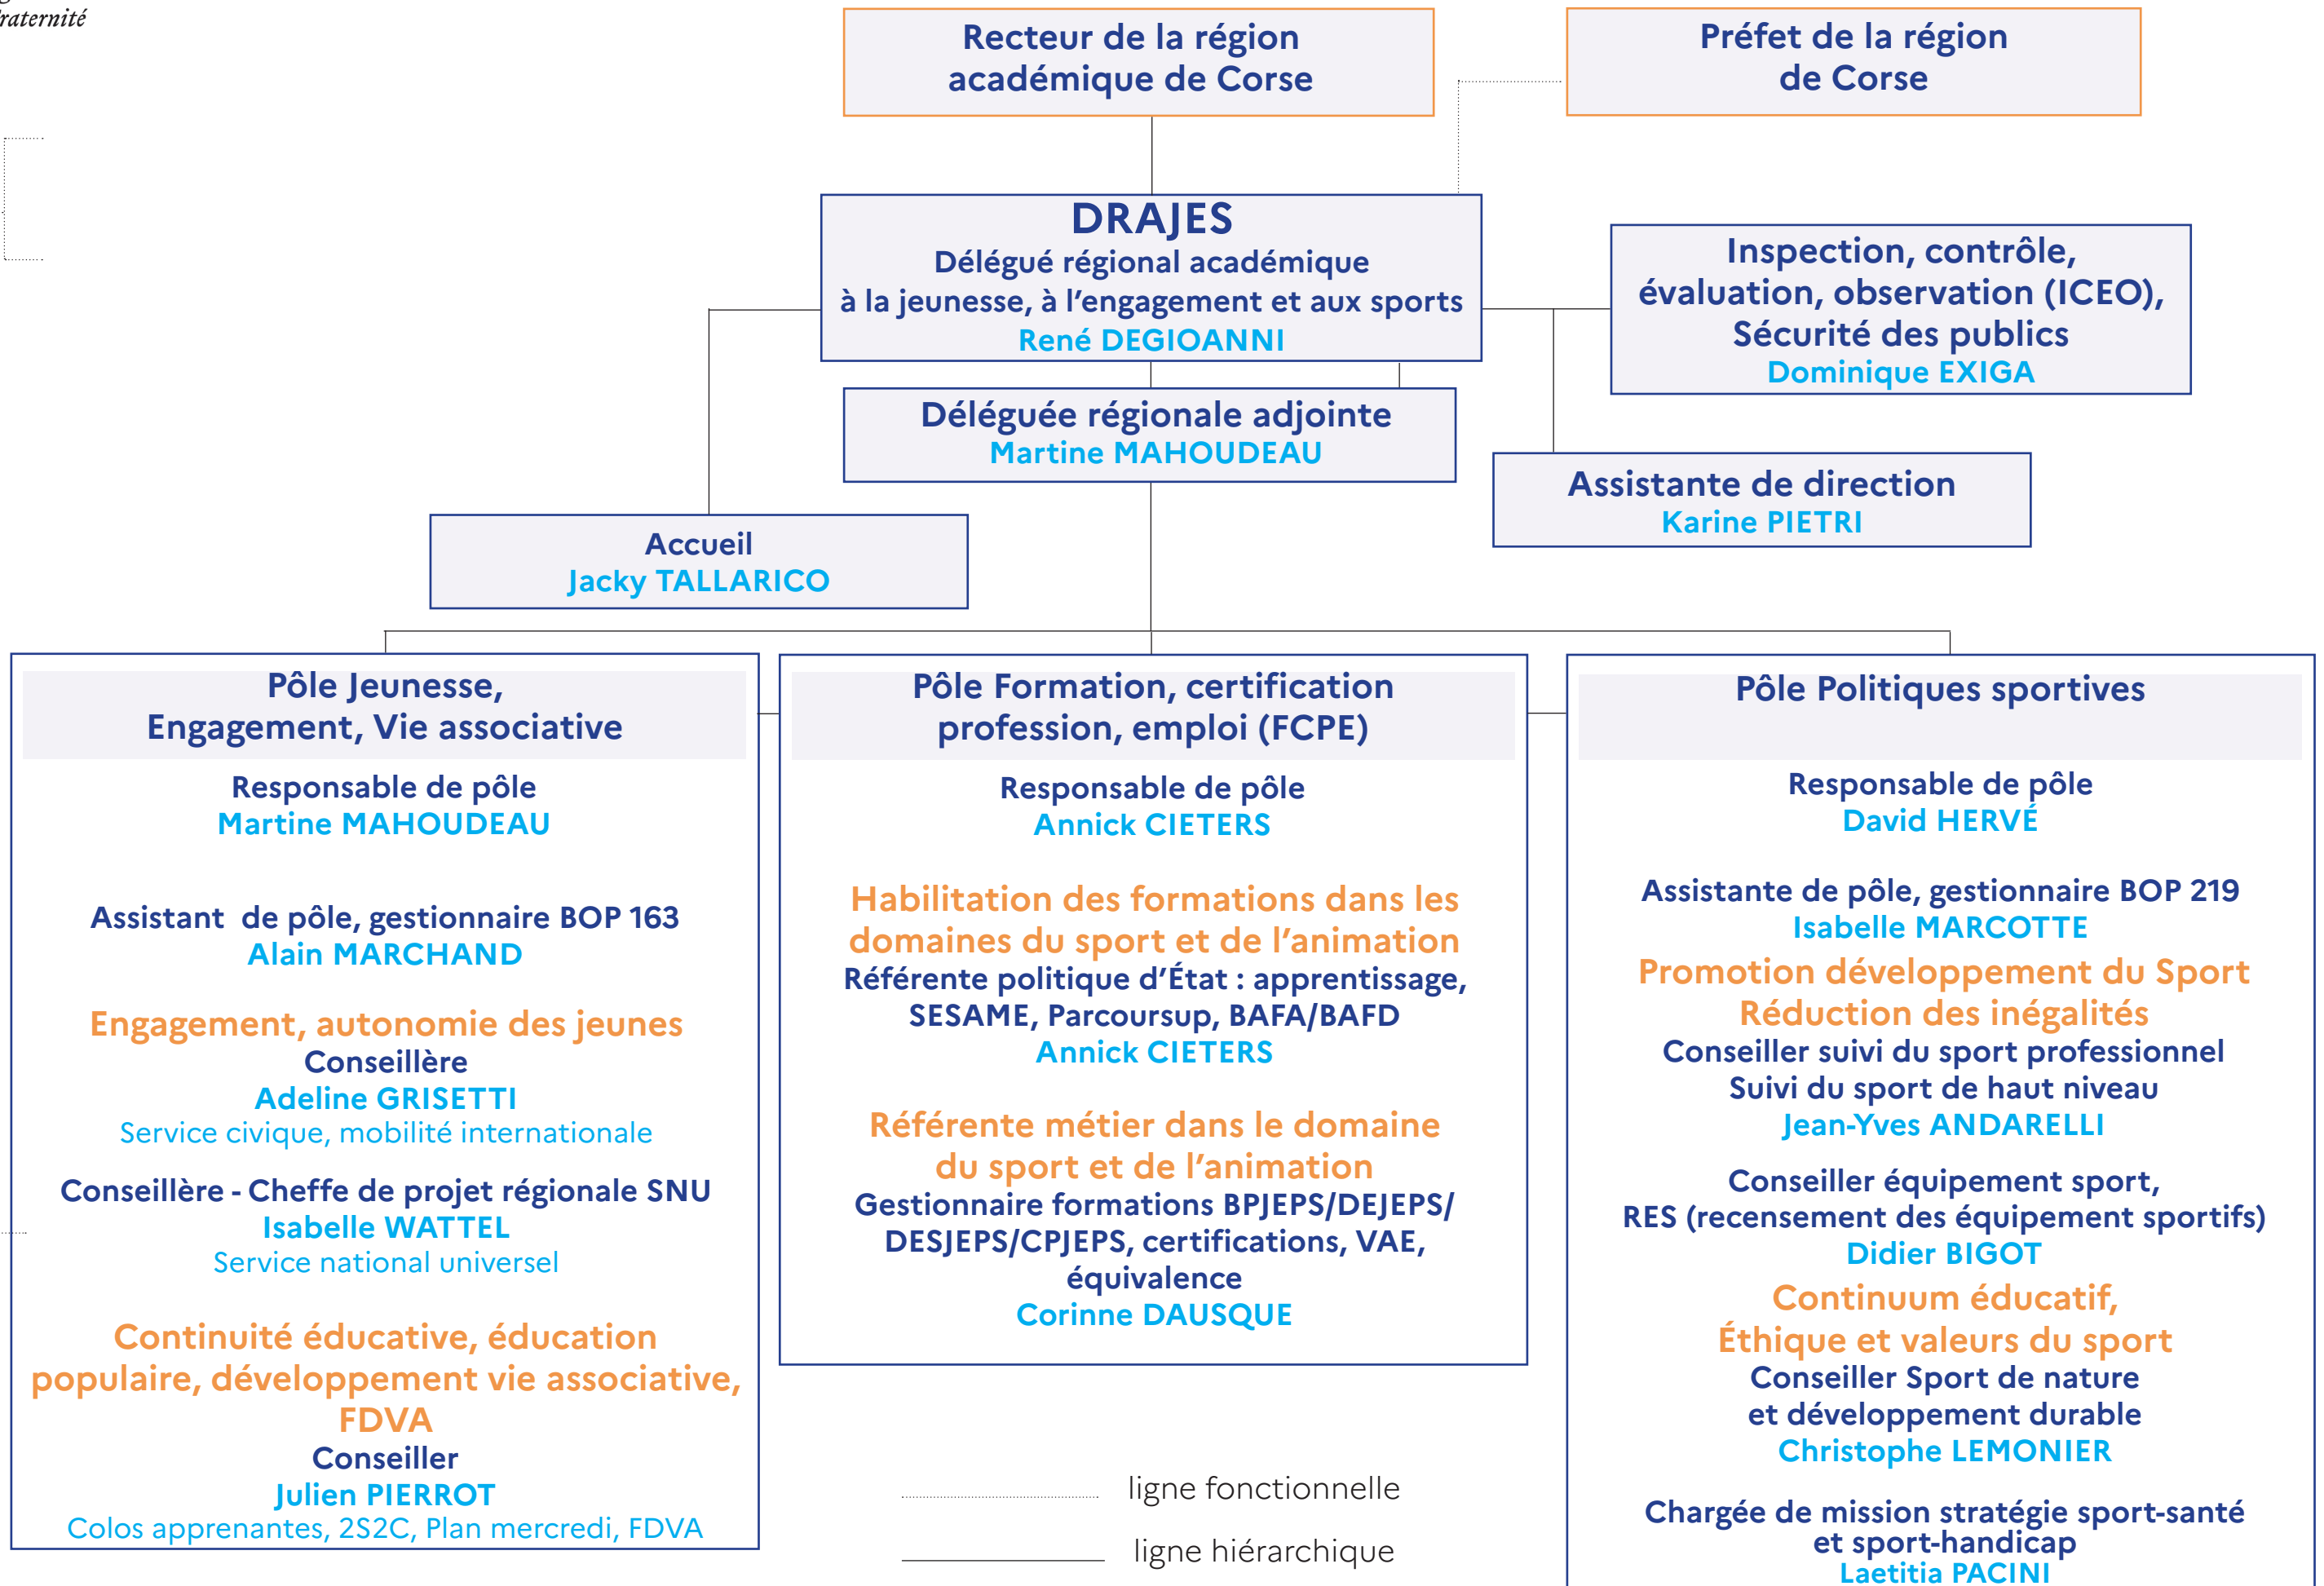 raternité
Recteur de la région
académique de Corse
Préfet de la région
de Corse
DRAJES
Délégué régional académique
à la jeunesse, à l’engagement et aux sports
René DEGIOANNI
Inspection, contrôle,
évaluation, observation (ICEO),
Sécurité des publics
Dominique EXIGA
Déléguée régionale adjointe
Martine MAHOUDEAU
Assistante de direction
Karine PIETRI
Accueil
Jacky TALLARICO
Pôle Jeunesse,
Engagement, Vie associative
Responsable de pôle
Martine MAHOUDEAU
Assistant de pôle, gestionnaire BOP 163
Alain MARCHAND
Engagement, autonomie des jeunes
Conseillère
Adeline GRISETTI
Service civique, mobilité internationale
Conseillère - Cheffe de projet régionale SNU
Isabelle WATTEL
Service national universel
Continuité éducative, éducation
populaire, développement vie associative,
FDVA
Conseiller
Julien PIERROT
Colos apprenantes, 2S2C, Plan mercredi, FDVA
Pôle Formation, certification
profession, emploi (FCPE)
Responsable de pôle
Annick CIETERS
Habilitation des formations dans les
domaines du sport et de l’animation
Référente politique d’État : apprentissage,
SESAME, Parcoursup, BAFA/BAFD
Annick CIETERS
Référente métier dans le domaine
du sport et de l’animation
Gestionnaire formations BPJEPS/DEJEPS/
DESJEPS/CPJEPS, certifications, VAE,
équivalence
Corinne DAUSQUE
Pôle Politiques sportives
Responsable de pôle
David HERVÉ
Assistante de pôle, gestionnaire BOP 219
Isabelle MARCOTTE
Promotion développement du Sport
Réduction des inégalités
Conseiller suivi du sport professionnel
Suivi du sport de haut niveau
Jean-Yves ANDARELLI
Conseiller équipement sport,
RES (recensement des équipement sportifs)
Didier BIGOT
Continuum éducatif,
Éthique et valeurs du sport
Conseiller Sport de nature
et développement durable
Christophe LEMONIER
Chargée de mission stratégie sport-santé
et sport-handicap
Laetitia PACINI
ligne fonctionnelle
ligne hiérarchique